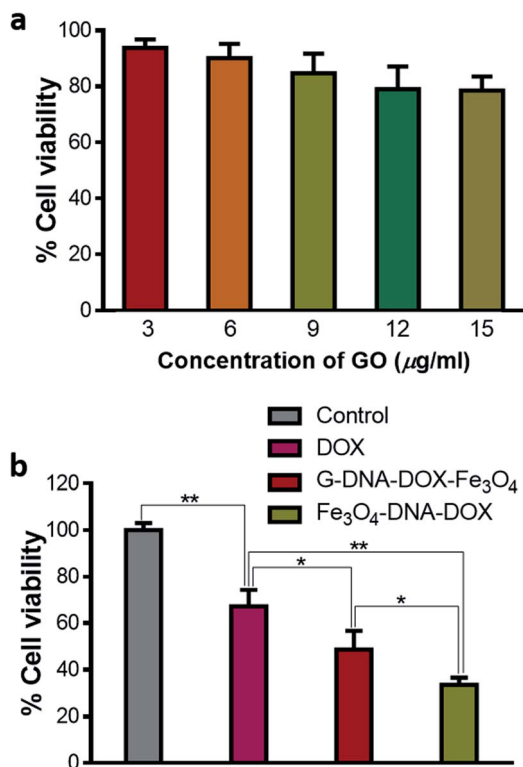 a
100
80
60
40
20
0
% Cell viability
3 6 9 12 15
Concentration of GO (μg/ml)
Control
DOX
G-DNA-DOX-Fe₃O₄
Fe₃O₄-DNA-DOX
b
120
100
80
60
40
20
0
% Cell viability
**
**
*
*